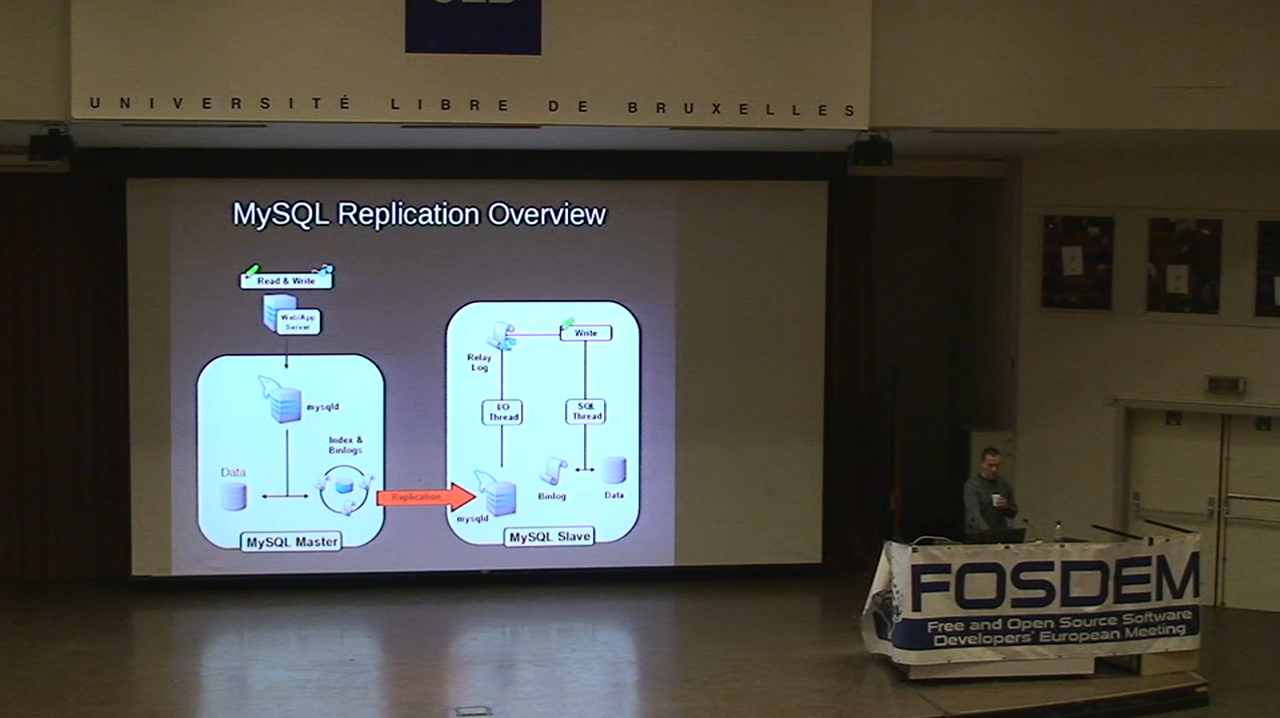 UNIVERSITÉ LIBRE DE BRUXELLES
MySQL Replication Overview
Read & Write
Web/App
Server
mysqld
Index &
Binlogs
Data
Replication
MySQL Master
Relay
Log
Write
I/O
Thread
SQL
Thread
mysqld
Binlog
Data
MySQL Slave
FOSDEM
Free and Open Source Software
Developers' European Meeting